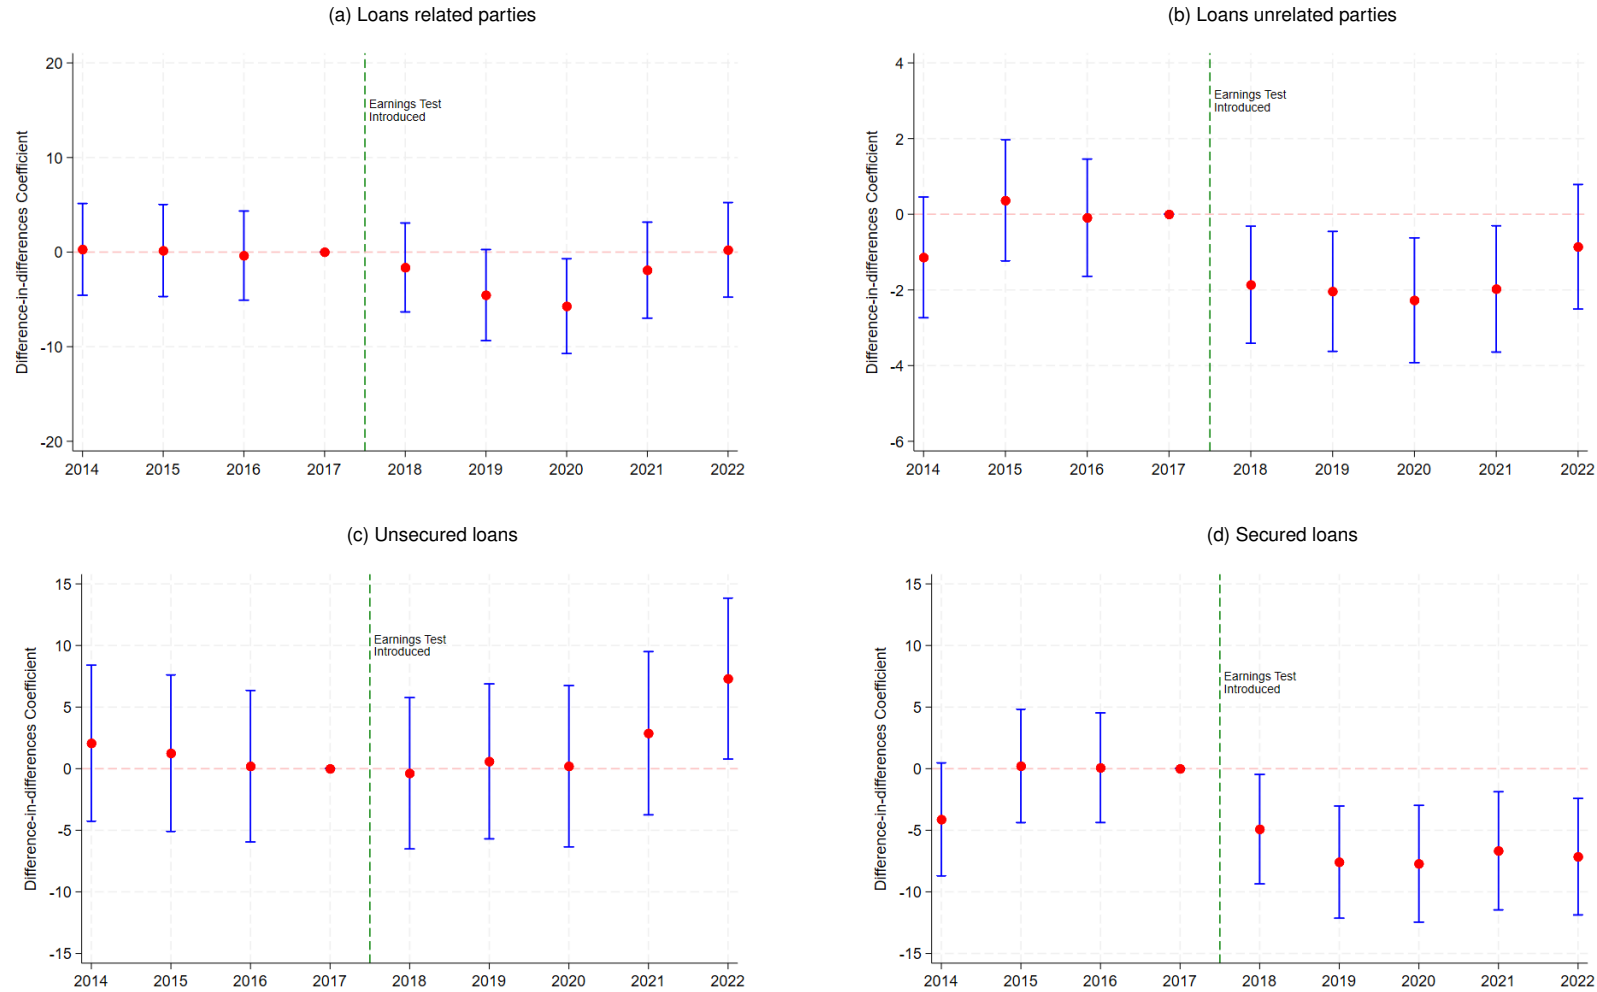 (a) Loans related parties
Difference-in-differences Coefficient
20
10
0
-10
-20
Earnings Test
Introduced
2014 2015 2016 2017 2018 2019 2020 2021 2022
(b) Loans unrelated parties
Difference-in-differences Coefficient
4
2
0
-2
-4
-6
Earnings Test
Introduced
2014 2015 2016 2017 2018 2019 2020 2021 2022
(c) Unsecured loans
Difference-in-differences Coefficient
15
10
5
0
-5
-10
-15
Earnings Test
Introduced
2014 2015 2016 2017 2018 2019 2020 2021 2022
(d) Secured loans
Difference-in-differences Coefficient
15
10
5
0
-5
-10
-15
Earnings Test
Introduced
2014 2015 2016 2017 2018 2019 2020 2021 2022